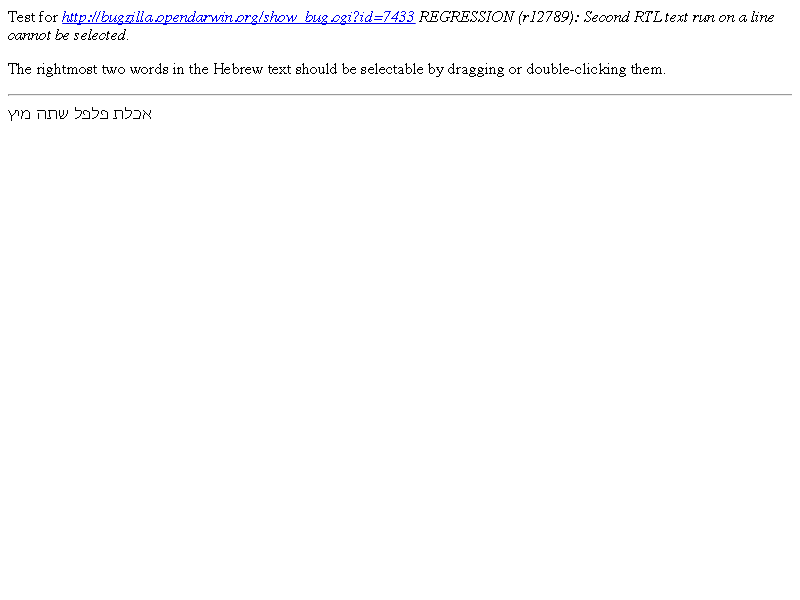 Test for http://bugzilla.opendarwin.org/show_bug.cgi?id=7433 REGRESSION (r12789): Second RTL text run on a line
cannot be selected.
The rightmost two words in the Hebrew text should be selectable by dragging or double-clicking them.
אכלת פלפל שתה מיץ